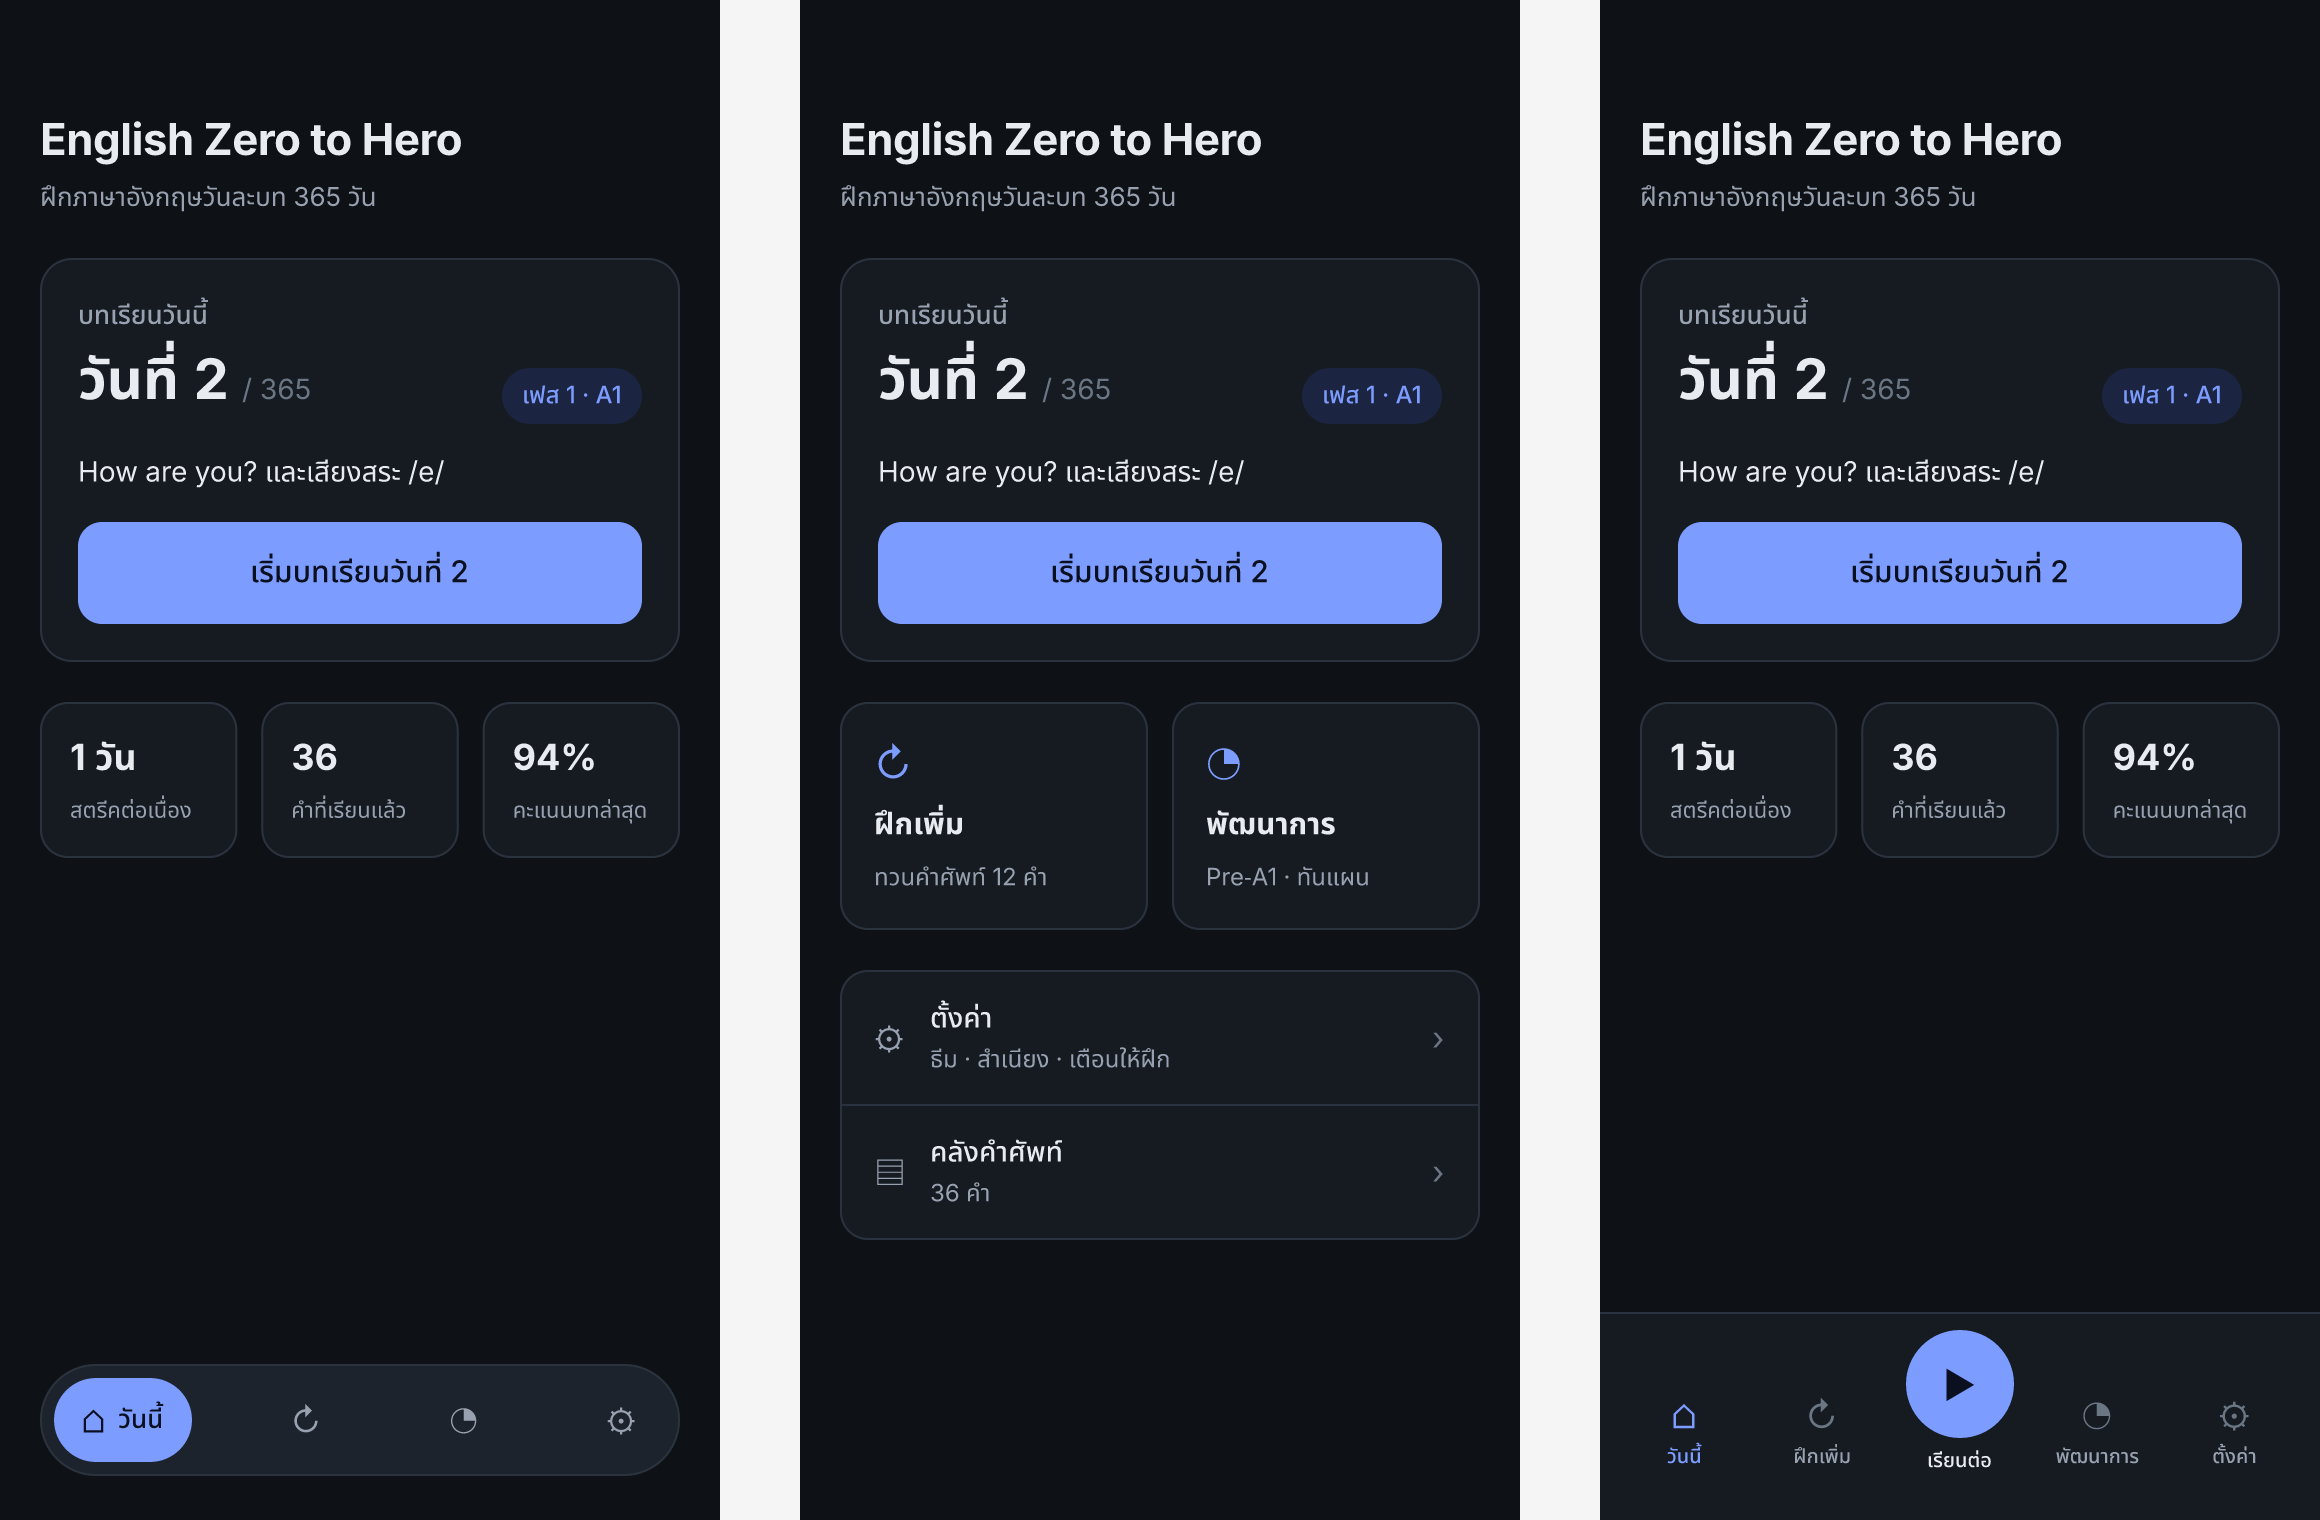 English Zero to Hero
ฝึกภาษาอังกฤษวันละบท 365 วัน
บทเรียนวันนี้
วันที่ 2 / 365
เฟส 1 · A1
How are you? และเสียงสระ /e/
เริ่มบทเรียนวันที่ 2
1 วัน
สตรีคต่อเนื่อง
36
คำที่เรียนแล้ว
94%
คะแนนบทล่าสุด
วันนี้
English Zero to Hero
ฝึกภาษาอังกฤษวันละบท 365 วัน
บทเรียนวันนี้
วันที่ 2 / 365
เฟส 1 · A1
How are you? และเสียงสระ /e/
เริ่มบทเรียนวันที่ 2
ฝึกเพิ่ม
ทวนคำศัพท์ 12 คำ
พัฒนาการ
Pre-A1 · ทันแผน
ตั้งค่า
ธีม · สำเนียง · เตือนให้ฝึก
คลังคำศัพท์
36 คำ
English Zero to Hero
ฝึกภาษาอังกฤษวันละบท 365 วัน
บทเรียนวันนี้
วันที่ 2 / 365
เฟส 1 · A1
How are you? และเสียงสระ /e/
เริ่มบทเรียนวันที่ 2
1 วัน
สตรีคต่อเนื่อง
36
คำที่เรียนแล้ว
94%
คะแนนบทล่าสุด
วันนี้
ฝึกเพิ่ม
เรียนต่อ
พัฒนาการ
ตั้งค่า